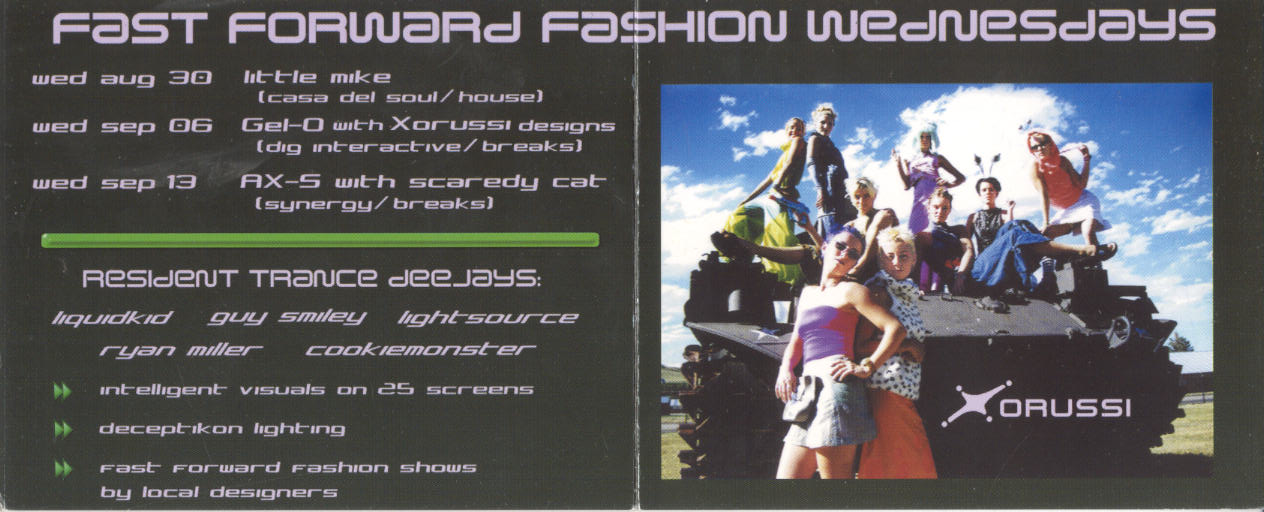 FAST FORWARD FASHION WEDNESDAYS
wed aug 30 little mike
(casa del soul/house)
wed sep 06 Gel-O with Xorussi designs
(dig interactive/breaks)
wed sep 13 AX-S with scaredy cat
(synergy/breaks)
RESIDENT TRANCE DEEJAYS:
liquidkid guy smiley lightsource
ryan miller cookiemonster
intelligent visuals on 25 screens
deceptikon lighting
fast forward fashion shows
by local designers
XORUSSI